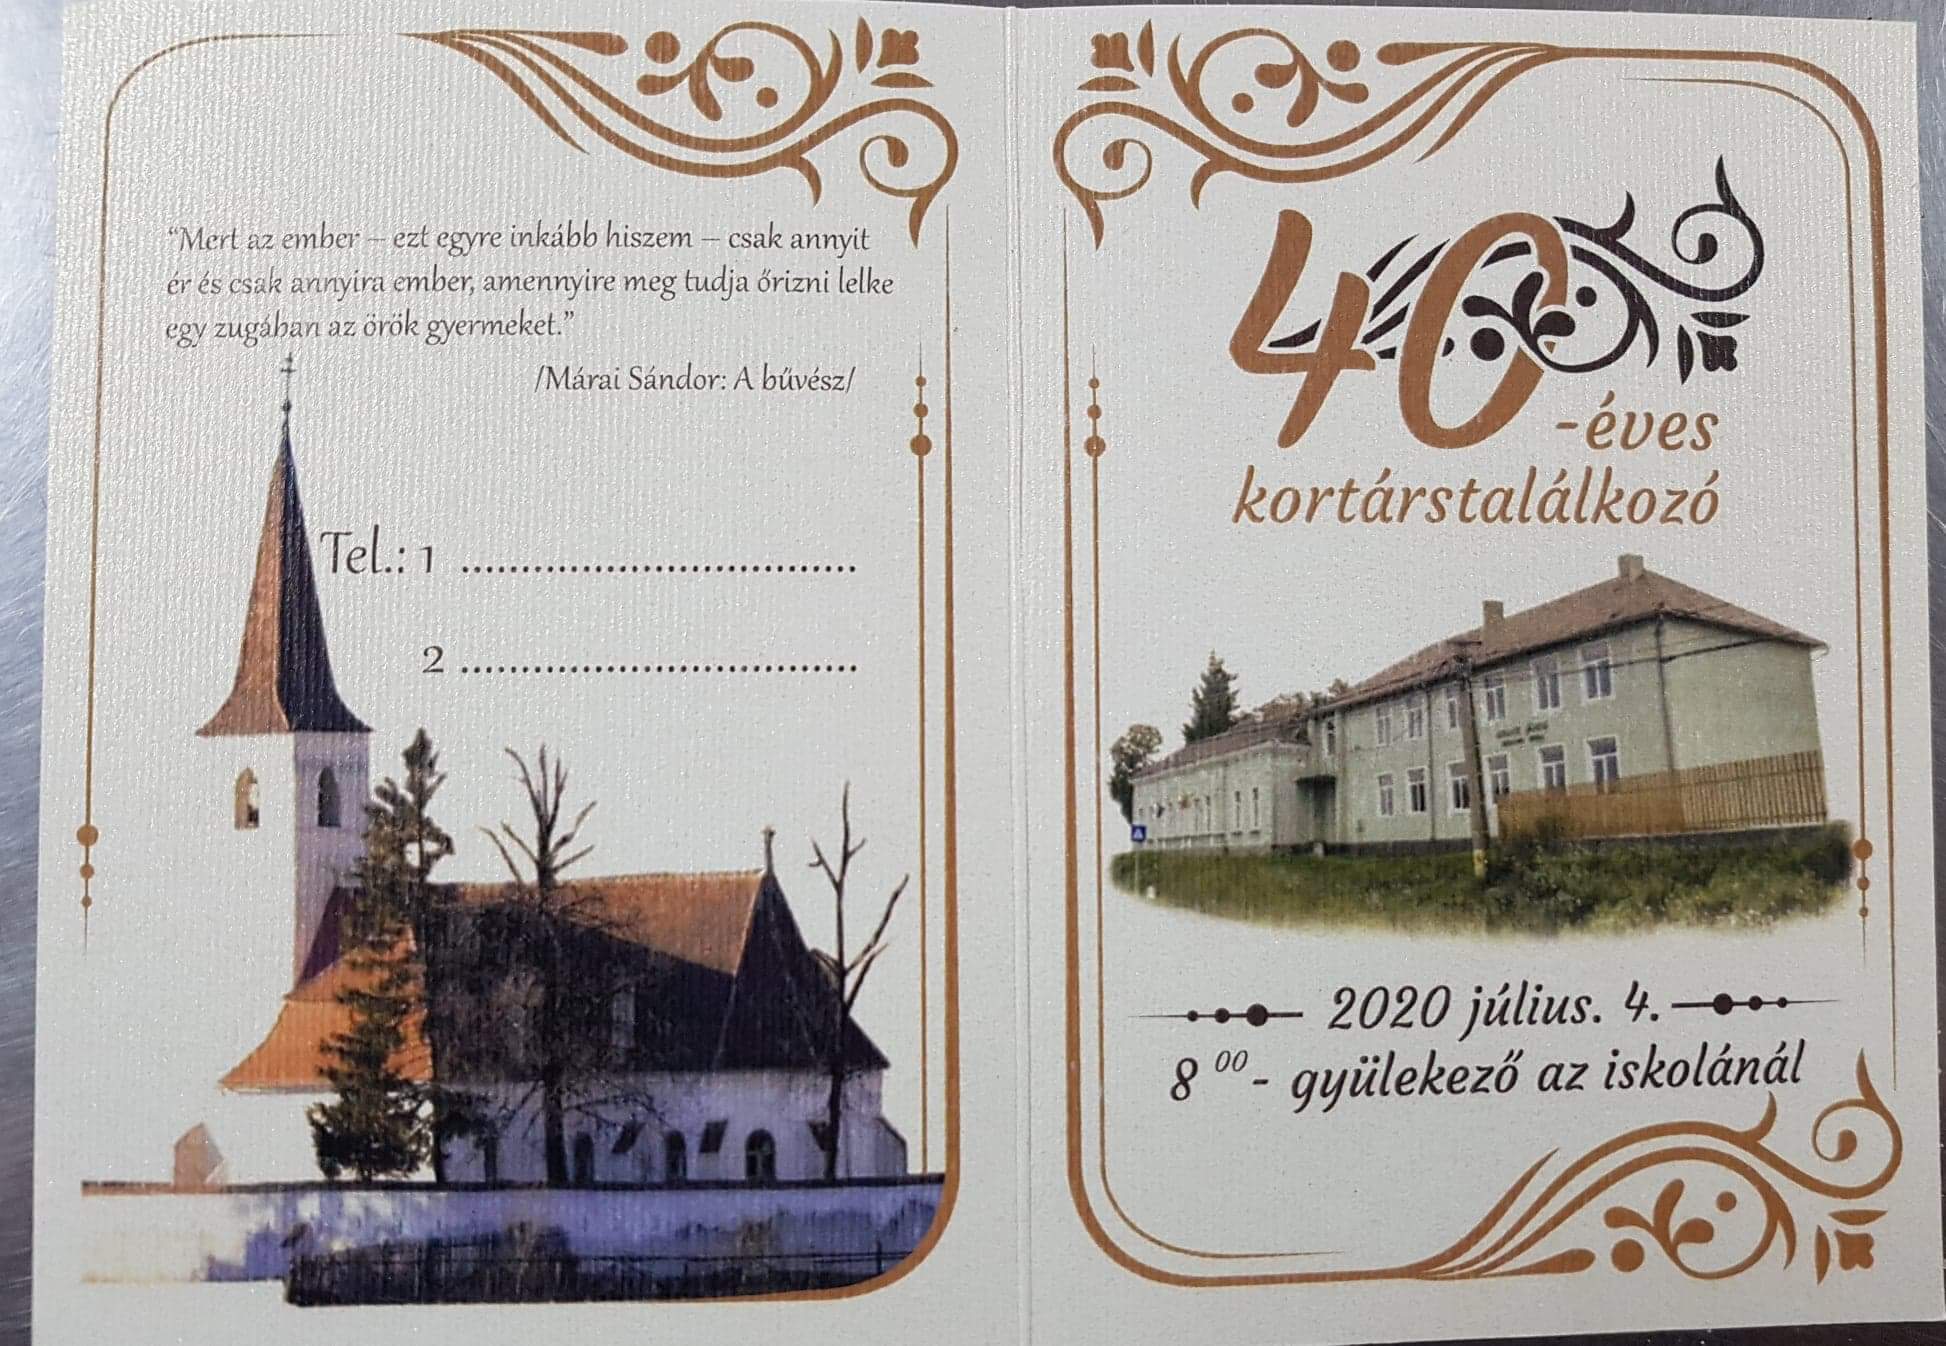 “Mert az ember – ezt egyre inkább hiszem – csak annyit
ér és csak annyira ember, amennyire meg tudja őrizni lelke
egy zugában az örök gyermeket.”
/Márai Sándor: A bűvész/
Tel.: 1 .................................
2 .................................
40
-éves
kortárstalálkozó
2020 július. 4.
8 00 - gyülekező az iskolánál